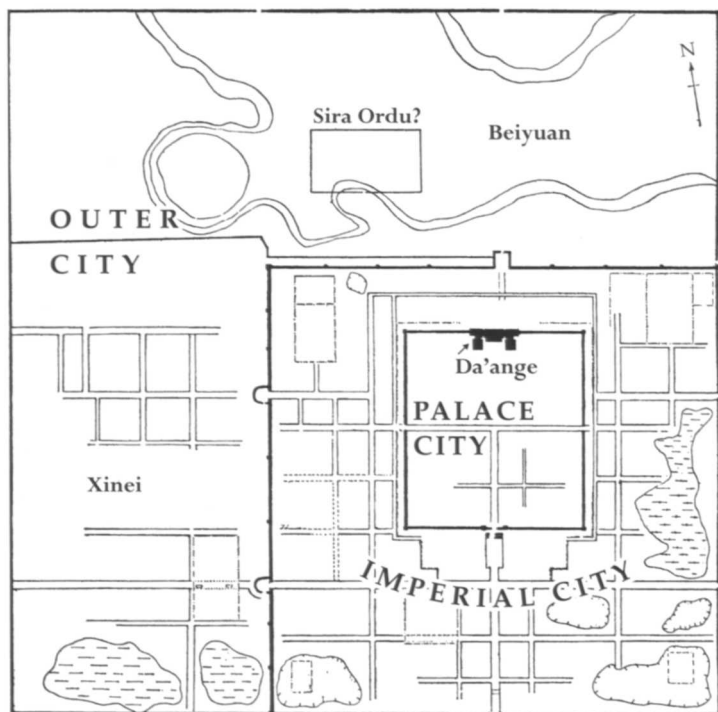 N
Sira Ordu?
Beiyuan
OUTER
CITY
Da'ange
PALACE
CITY
Xinei
IMPERIAL CITY